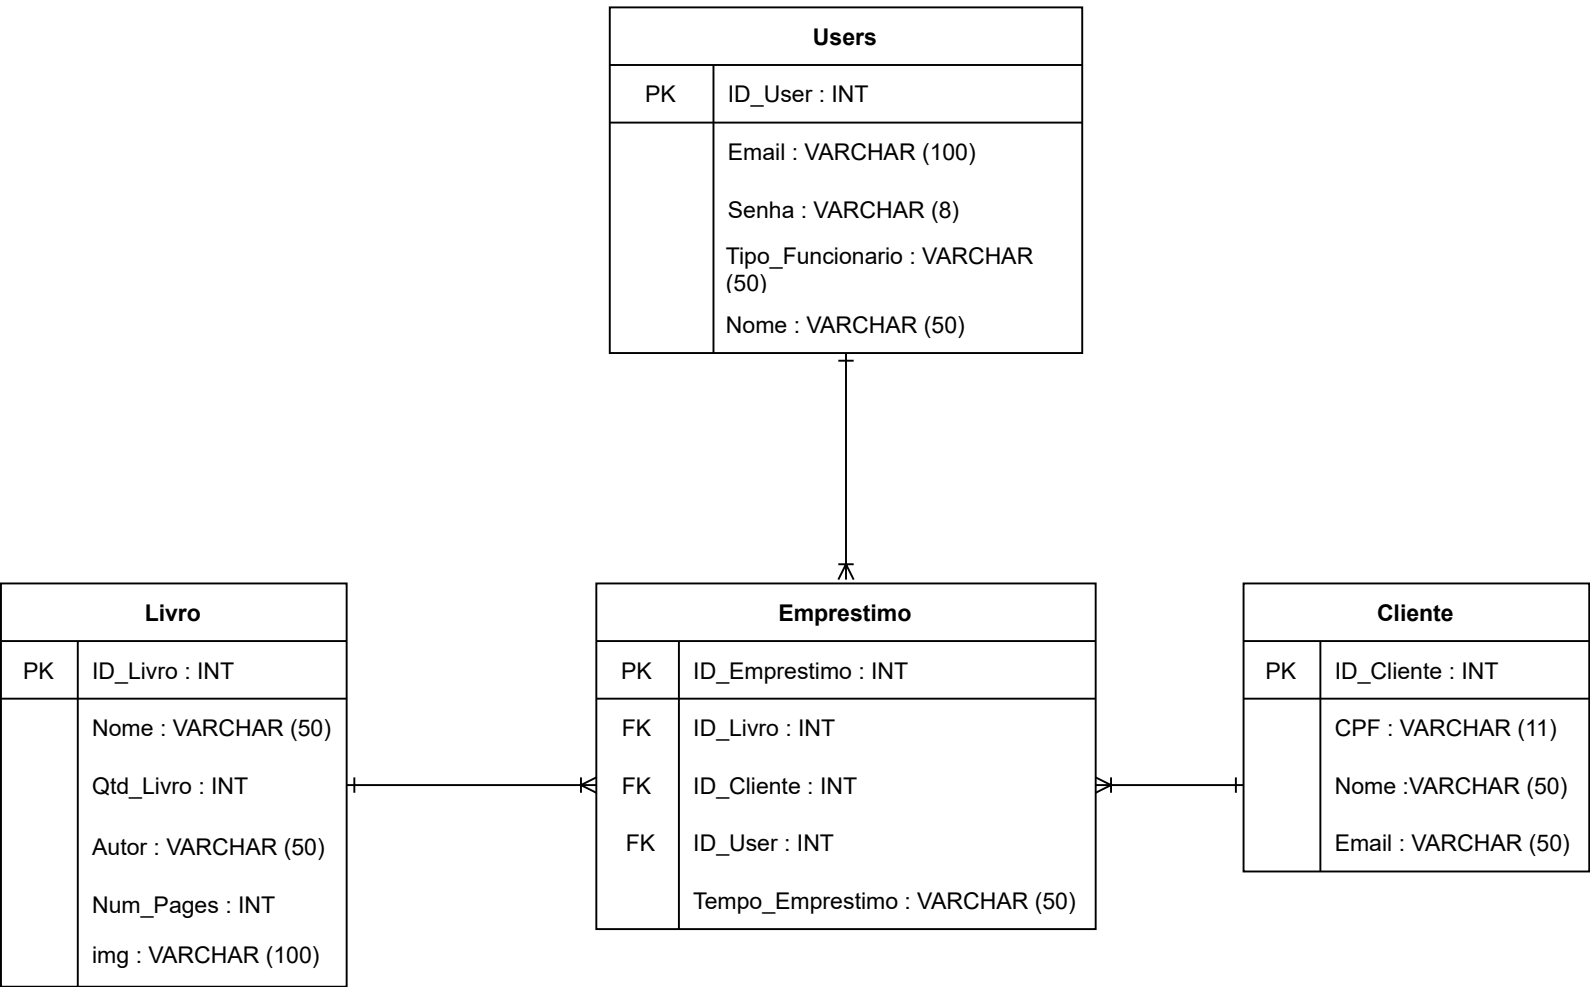 Users
PK
ID_User : INT
Email : VARCHAR (100)
Senha : VARCHAR (8)
Tipo_Funcionario : VARCHAR
(50)
Nome : VARCHAR (50)
Livro
PK
ID_Livro : INT
Nome : VARCHAR (50)
Qtd_Livro : INT
Autor : VARCHAR (50)
Num_Pages : INT
img : VARCHAR (100)
Emprestimo
PK
ID_Emprestimo : INT
FK
ID_Livro : INT
FK
ID_Cliente : INT
FK
ID_User : INT
Tempo_Emprestimo : VARCHAR (50)
Cliente
PK
ID_Cliente : INT
CPF : VARCHAR (11)
Nome :VARCHAR (50)
Email : VARCHAR (50)